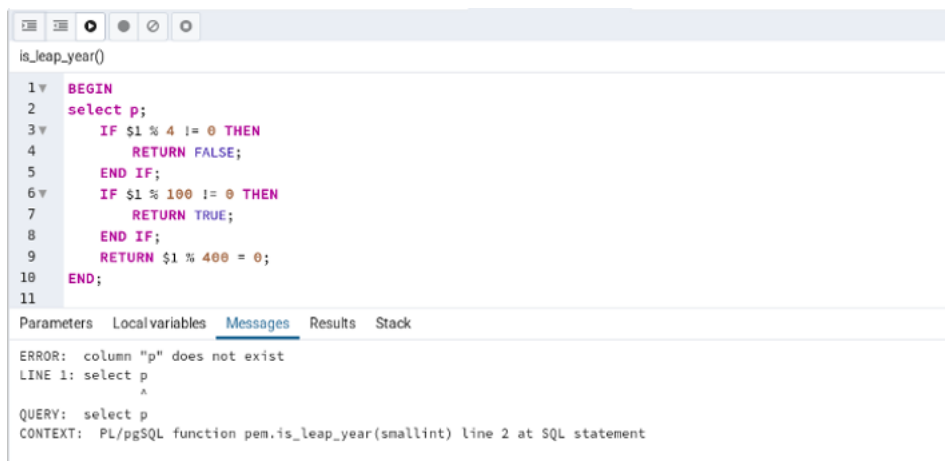 is_leap_year()
1 BEGIN
2 select p;
3 IF $1 % 4 != 0 THEN
4 RETURN FALSE;
5 END IF;
6 IF $1 % 100 != 0 THEN
7 RETURN TRUE;
8 END IF;
9 RETURN $1 % 400 = 0;
10 END;
11
Parameters Local variables Messages Results Stack
ERROR:  column "p" does not exist
LINE 1: select p
^
QUERY:  select p
CONTEXT:  PL/pgSQL function pem.is_leap_year(smallint) line 2 at SQL statement